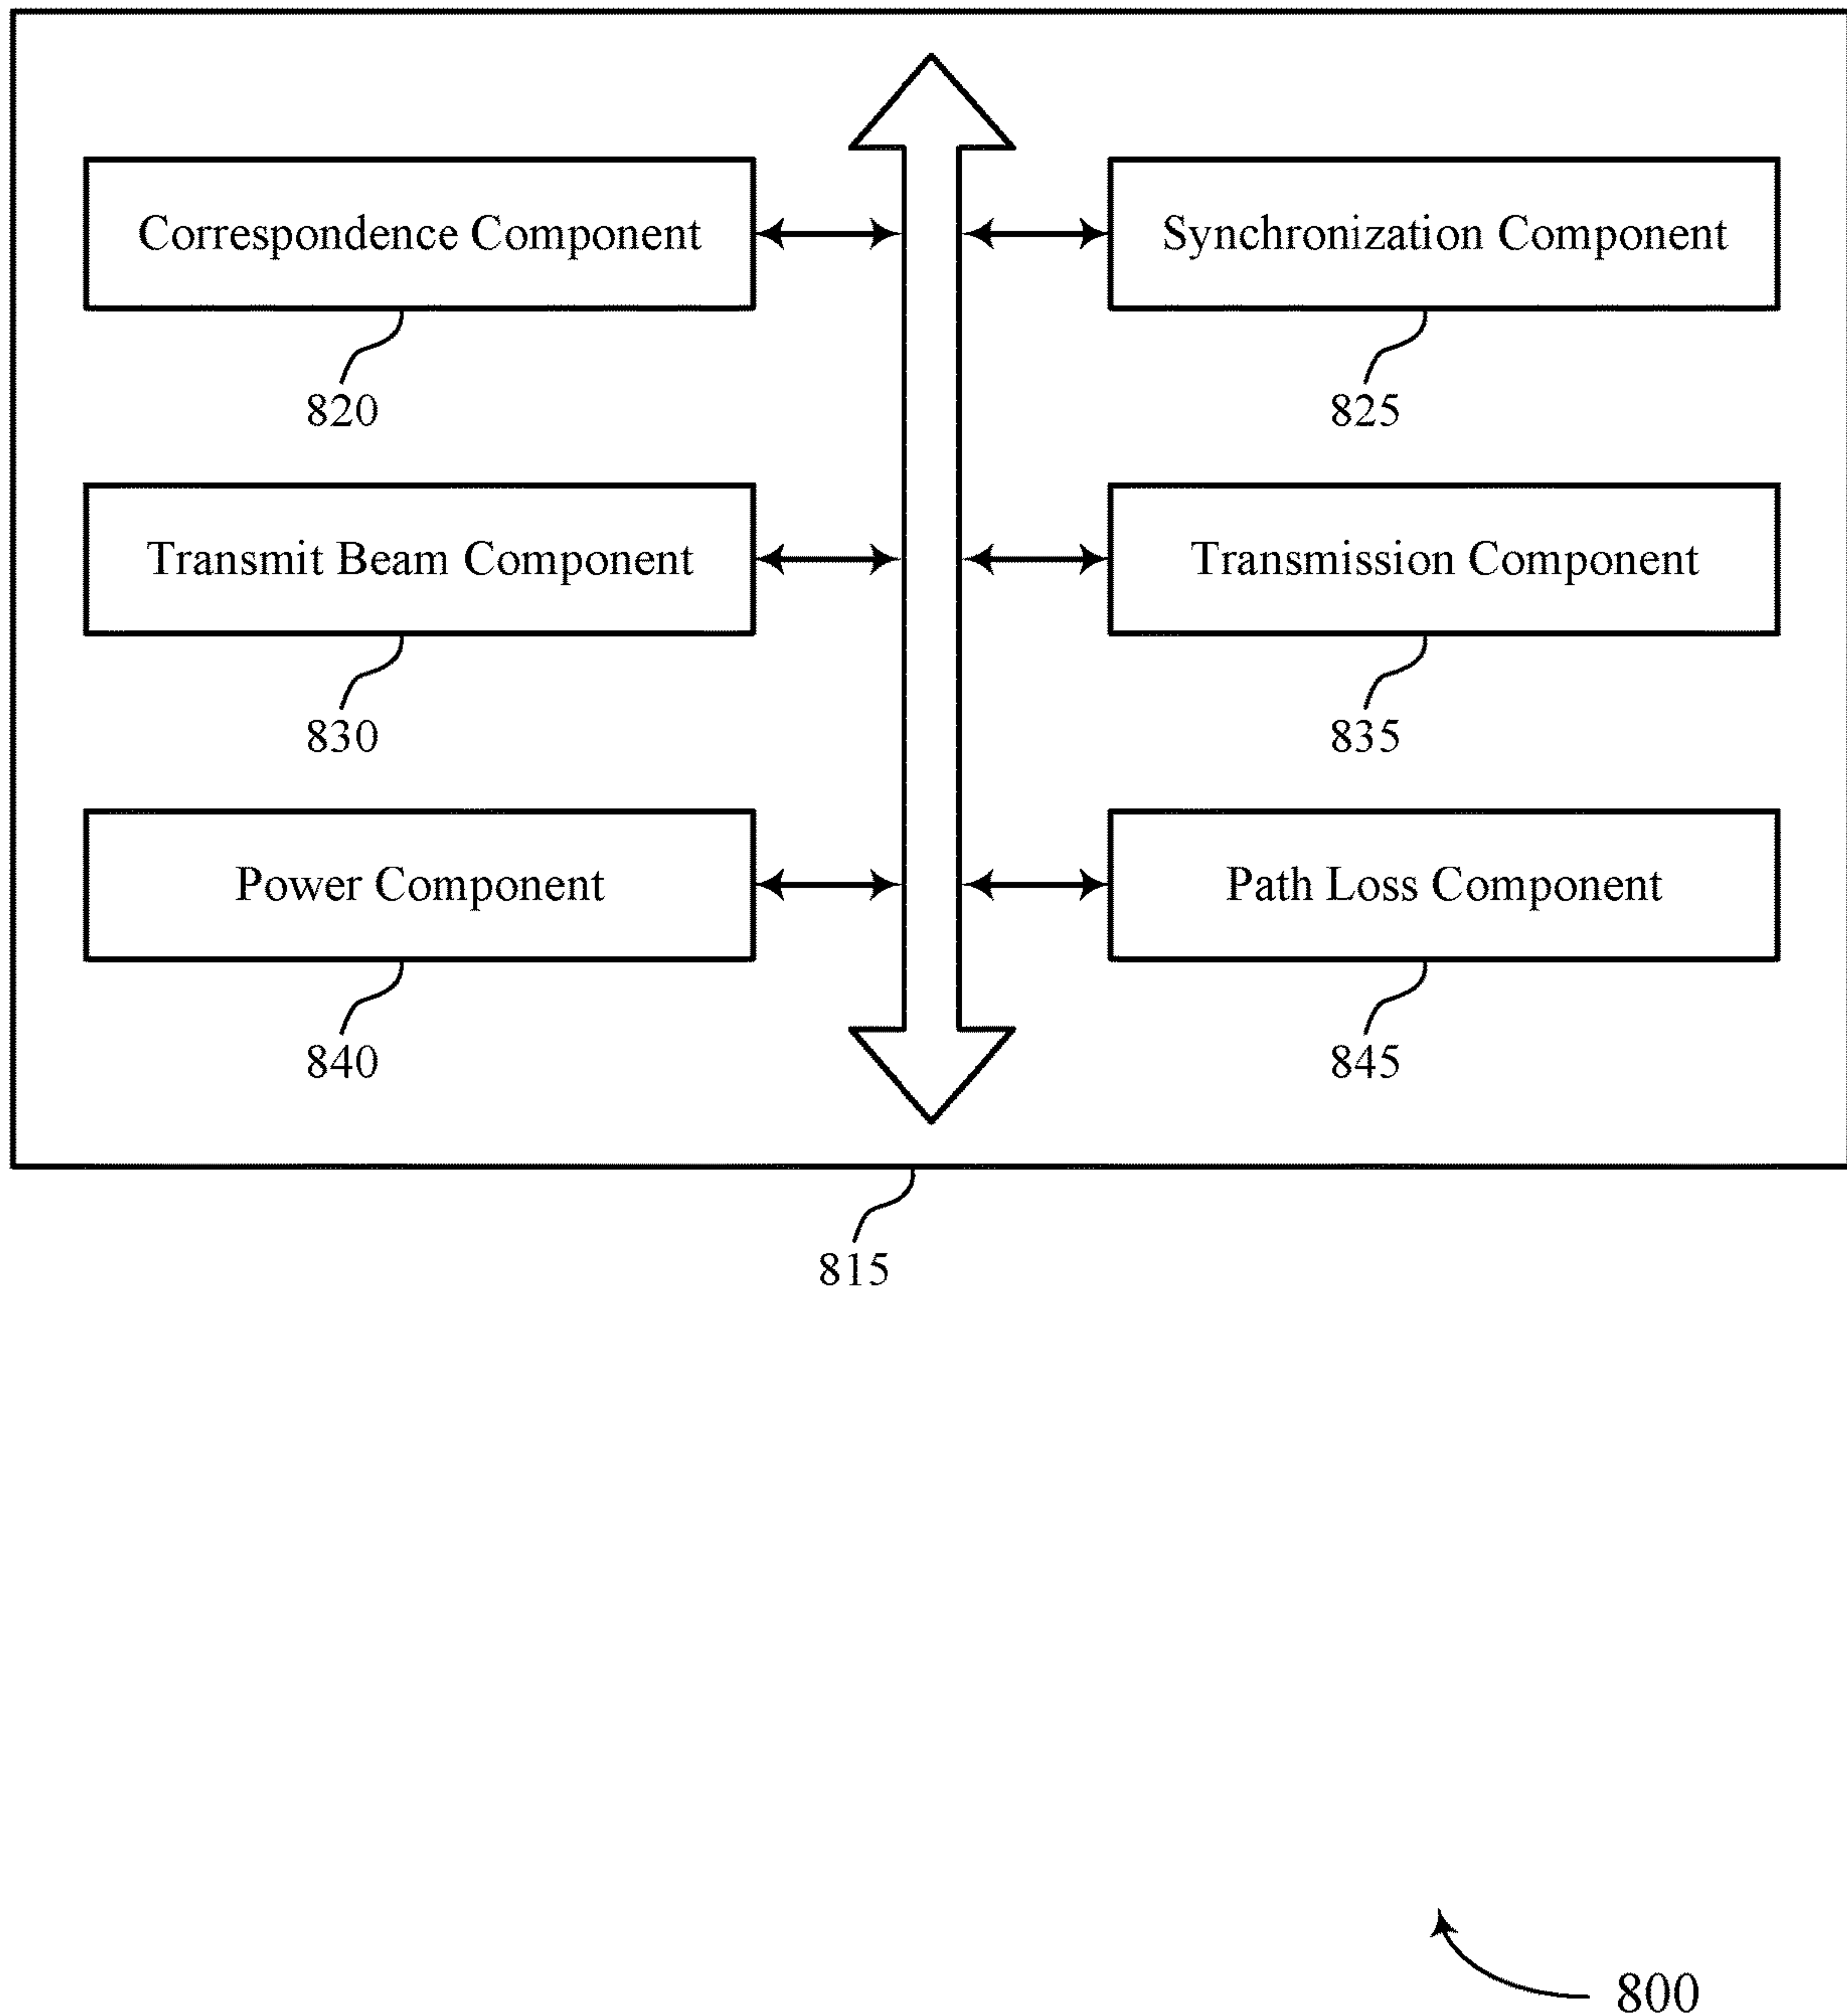 Correspondence Component
Synchronization Component
820
825
Transmit Beam Component
Transmission Component
830
835
Power Component
Path Loss Component
840
845
815
800